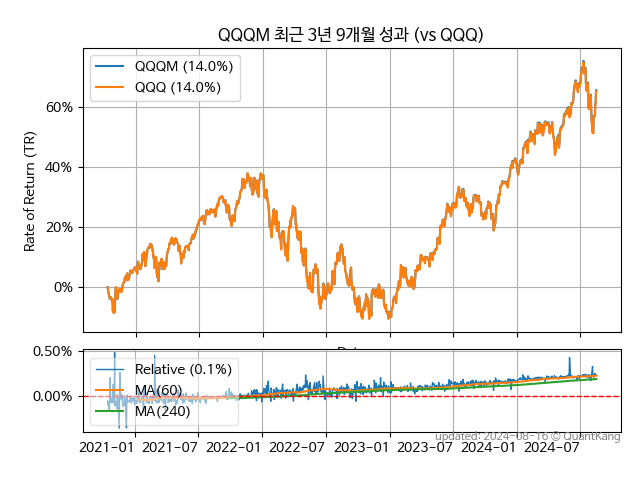 QQQM 최근 3년 9개월 성과 (vs QQQ)
QQQM (14.0%)
QQQ (14.0%)
Rate of Return (TR)
60%
40%
20%
0%
0.50%
0.00%
Relative (0.1%)
MA(60)
MA(240)
2021-01 2021-07 2022-01 2022-07 2023-01 2023-07 2024-01 2024-07
updated: 2024-08-16 © QuantKang